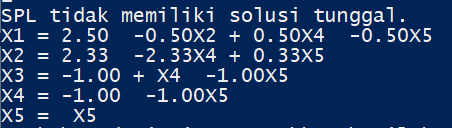 SPL tidak memiliki solusi tunggal.
X1 = 2.50  -0.50X2 + 0.50X4  -0.50X5
X2 = 2.33  -2.33X4 + 0.33X5
X3 = -1.00 + X4  -1.00X5
X4 = -1.00  -1.00X5
X5 =  X5